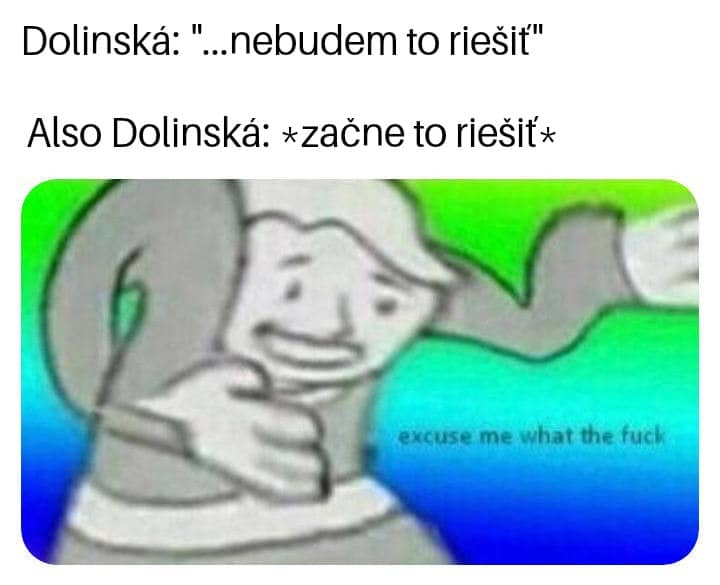 Dolinská: "...nebudem to riešiť"
Also Dolinská: *začne to riešiť*
excuse me what the fuck